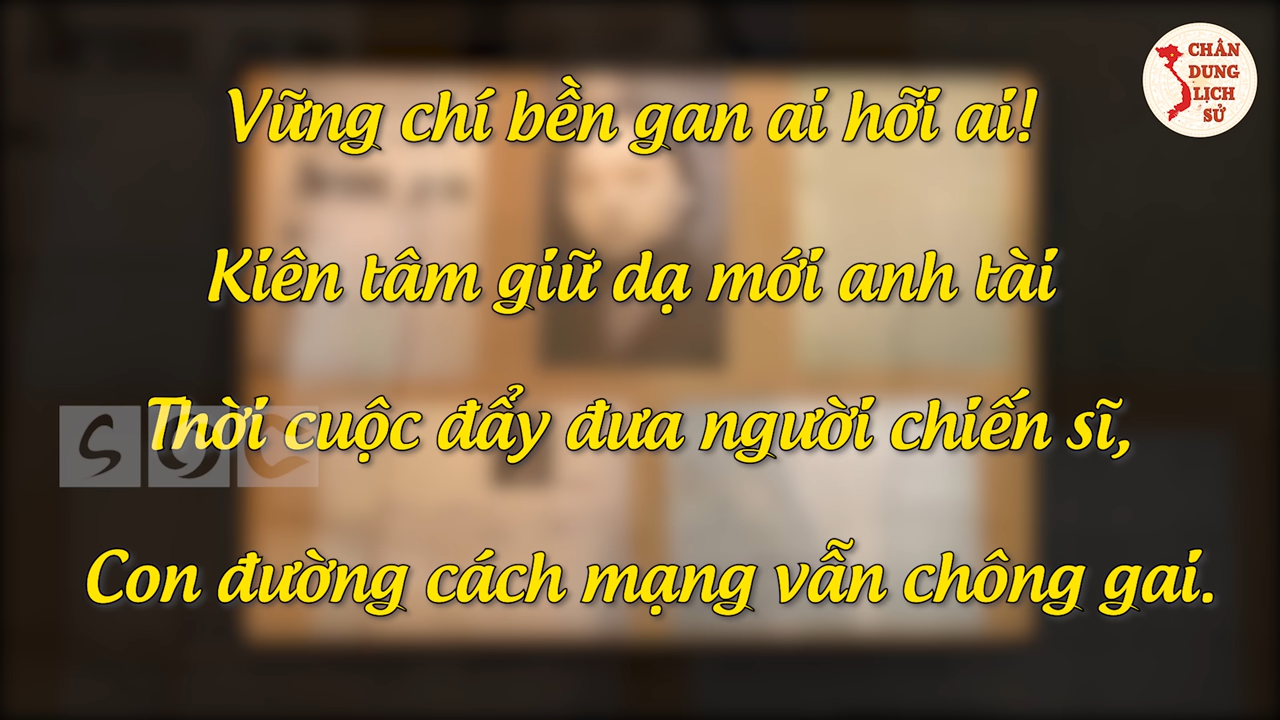 CHÂN
DUNG
LỊCH
SỬ
Vững chí bền gan ai hỡi ai!
Kiên tâm giữ dạ mới anh tài
Thời cuộc đẩy đưa người chiến sĩ,
Con đường cách mạng vẫn chông gai.